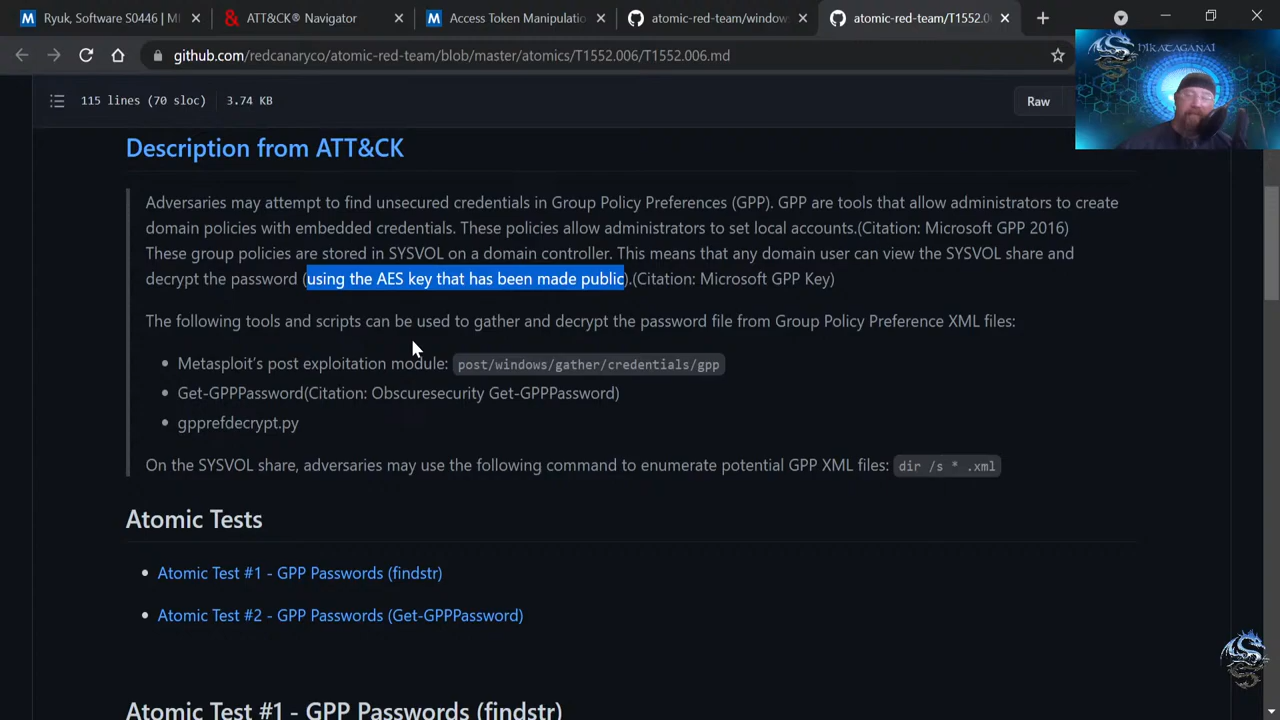 Ryuk, Software S0446 | MI
ATT&CK® Navigator
Access Token Manipulatio
atomic-red-team/window
atomic-red-team/T1552.0
github.com/redcanaryco/atomic-red-team/blob/master/atomics/T1552.006/T1552.006.md
HIKATAGANAI
115 lines (70 sloc)
3.74 KB
Raw
Description from ATT&CK
Adversaries may attempt to find unsecured credentials in Group Policy Preferences (GPP). GPP are tools that allow administrators to create
domain policies with embedded credentials. These policies allow administrators to set local accounts.(Citation: Microsoft GPP 2016)
These group policies are stored in SYSVOL on a domain controller. This means that any domain user can view the SYSVOL share and
decrypt the password (using the AES key that has been made public).(Citation: Microsoft GPP Key)
The following tools and scripts can be used to gather and decrypt the password file from Group Policy Preference XML files:
Metasploit's post exploitation module: post/windows/gather/credentials/gpp
Get-GPPPassword(Citation: Obscuresecurity Get-GPPPassword)
gpprefdecrypt.py
On the SYSVOL share, adversaries may use the following command to enumerate potential GPP XML files: dir /s * .xml
Atomic Tests
Atomic Test #1 - GPP Passwords (findstr)
Atomic Test #2 - GPP Passwords (Get-GPPPassword)
Atomic Test #1 - GPP Passwords (findstr)